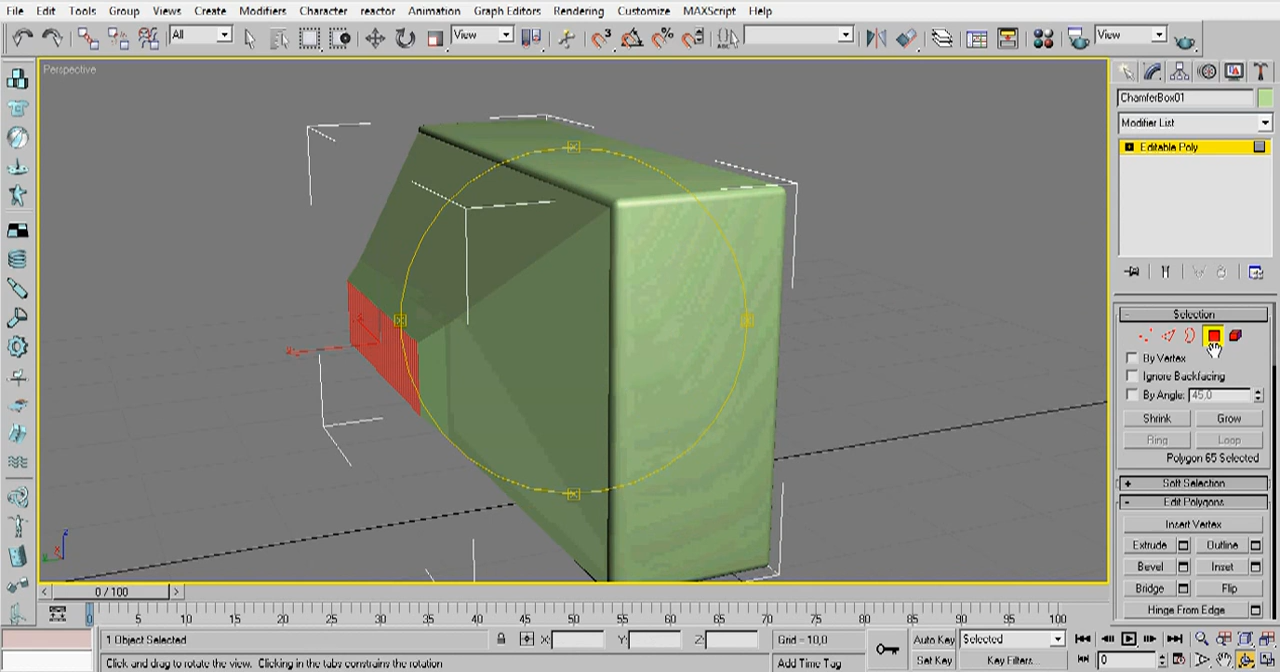 File Edit Tools Group Views Create Modifiers Character reactor Animation Graph Editors Rendering Customize MAXScript Help
All View View
Perspective
ChamferBox01
Modifier List
Editable Poly
Selection
By Vertex
Ignore Backfacing
By Angle: 45,0
Shrink Grow
Ring Loop
Polygon 65 Selected
Soft Selection
Edit Polygons
Insert Vertex
Extrude Outline
Bevel Inset
Bridge Flip
Hinge From Edge
0 / 100
0 5 10 15 20 25 30 35 40 45 50 55 60 65 70 75 80 85 90 95 100
1 Object Selected X: Y: Z: Grid = 10,0 Auto Key Selected
Click and drag to rotate the view. Clicking in the tabs constrains the rotation Add Time Tag Set Key Key Filters... 0